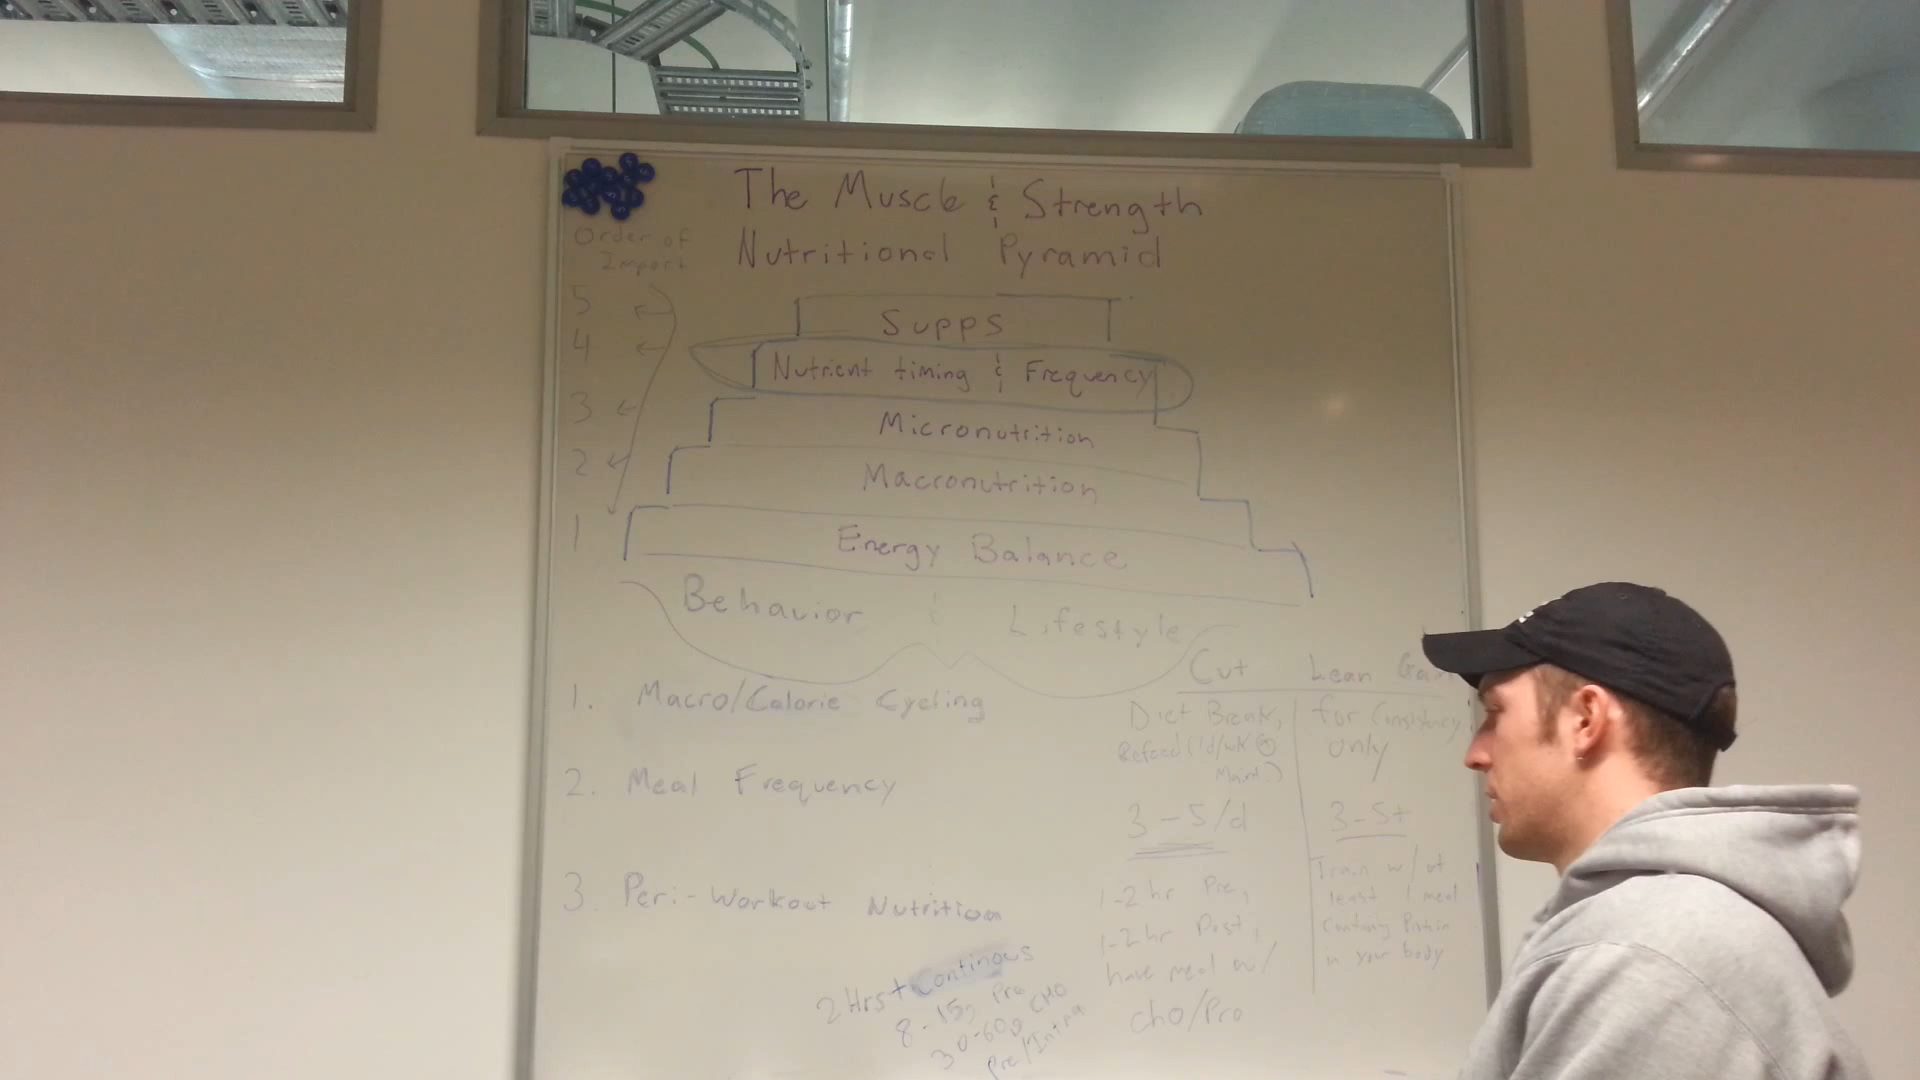 The Muscle & Strength
Nutritional Pyramid
Order of
Import
5
4
3
2
1
Supps
Nutrient timing & Frequency
Micronutrition
Macronutrition
Energy Balance
Behavior & Lifestyle
Cut Lean
1. Macro/Calorie Cycling
Diet Break,
Refeed (1d/wk @
Maint.)
for Consistency
only
2. Meal Frequency
3-5/d
3-5+
3. Peri-Workout Nutrition
1-2 hr Pre,
1-2 hr Post,
have meal w/
cho/Pro
Train w/ at
least 1 meal
Containing Protein
in your body
2 Hrs + Continous
8-15g Pro
30-60g CHO
Pre/Intra